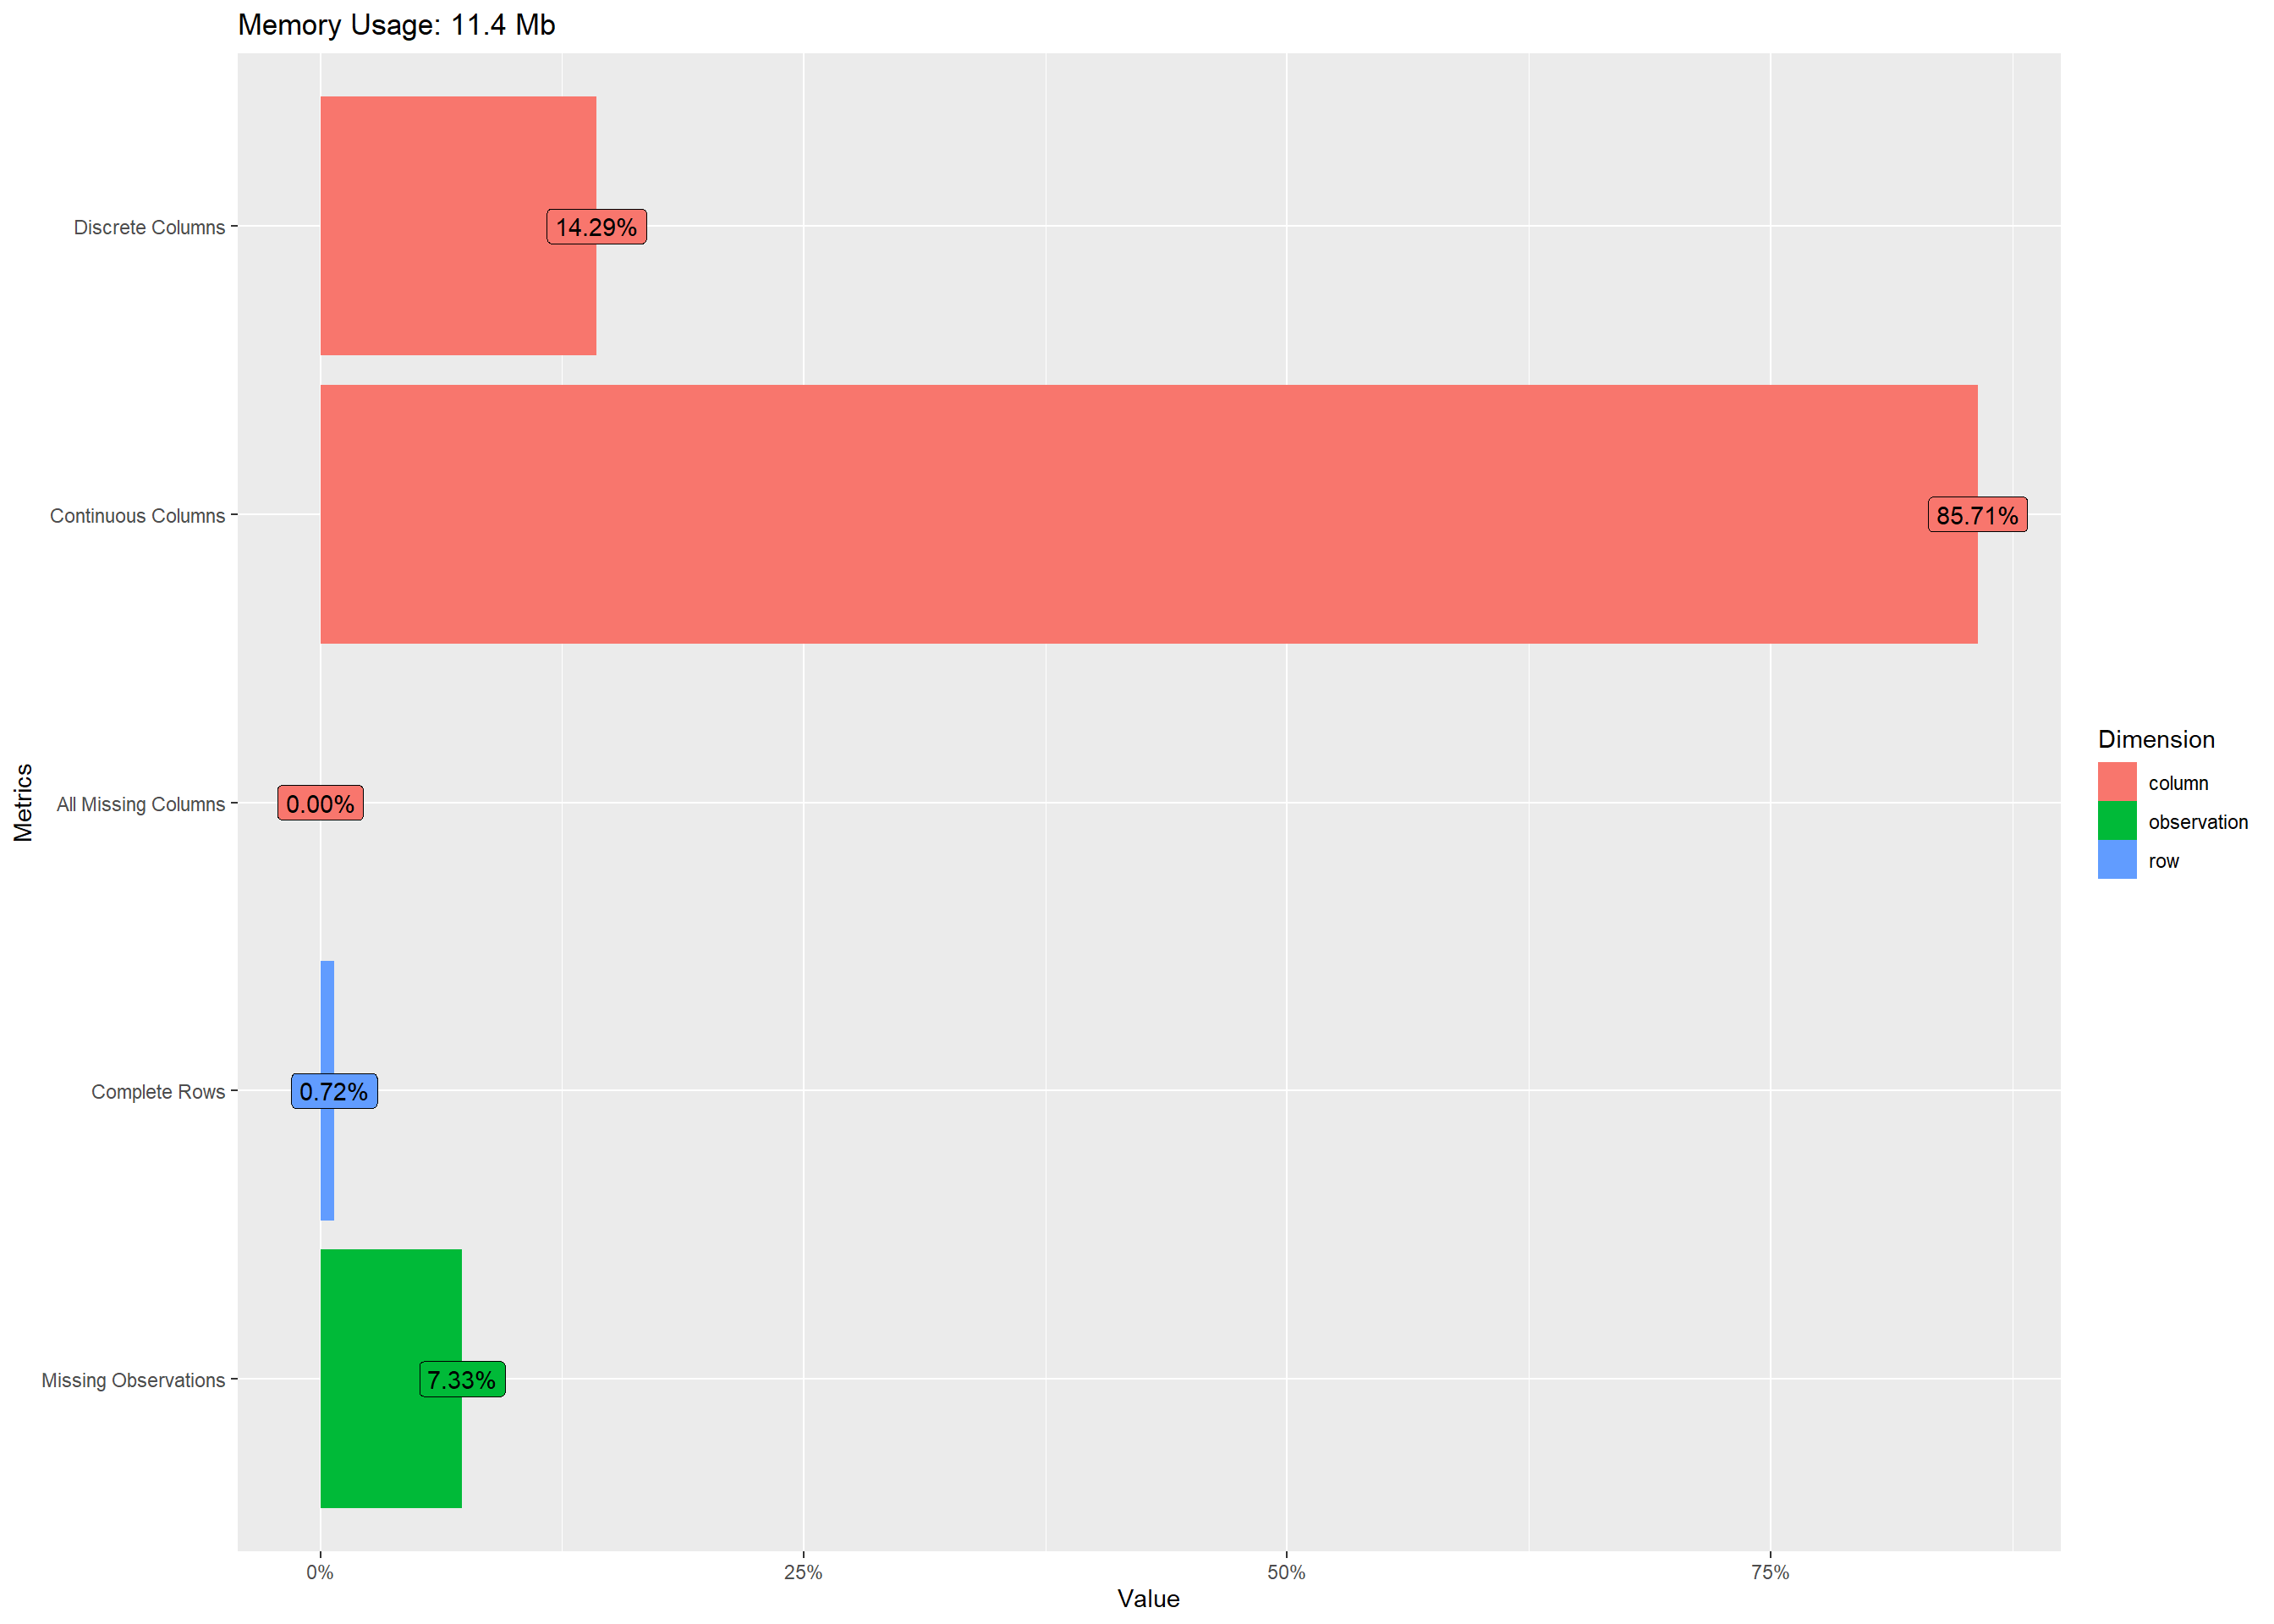 Memory Usage: 11.4 Mb
Discrete Columns
14.29%
Continuous Columns
85.71%
All Missing Columns
0.00%
Complete Rows
0.72%
Missing Observations
7.33%
Metrics
0%
25%
50%
75%
Value
Dimension
column
observation
row